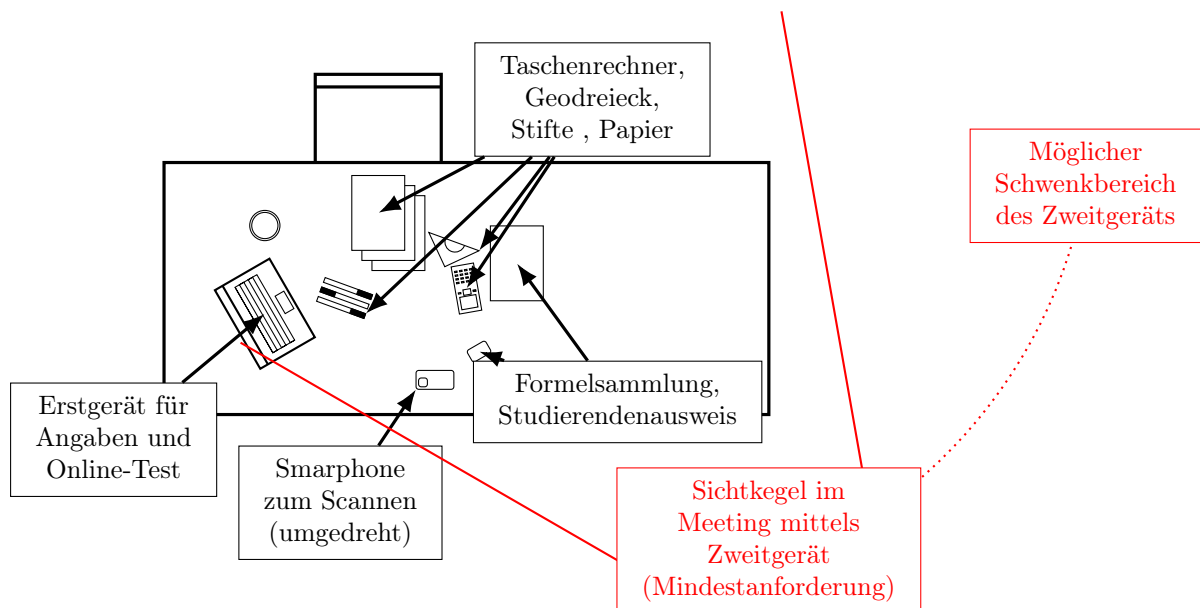 Taschenrechner,
Geodreieck,
Stifte , Papier
Möglicher
Schwenkbereich
des Zweitgeräts
Formelsammlung,
Studierendenausweis
Erstgerät für
Angaben und
Online-Test
Smarphone
zum Scannen
(umgedreht)
Sichtkegel im
Meeting mittels
Zweitgerät
(Mindestanforderung)